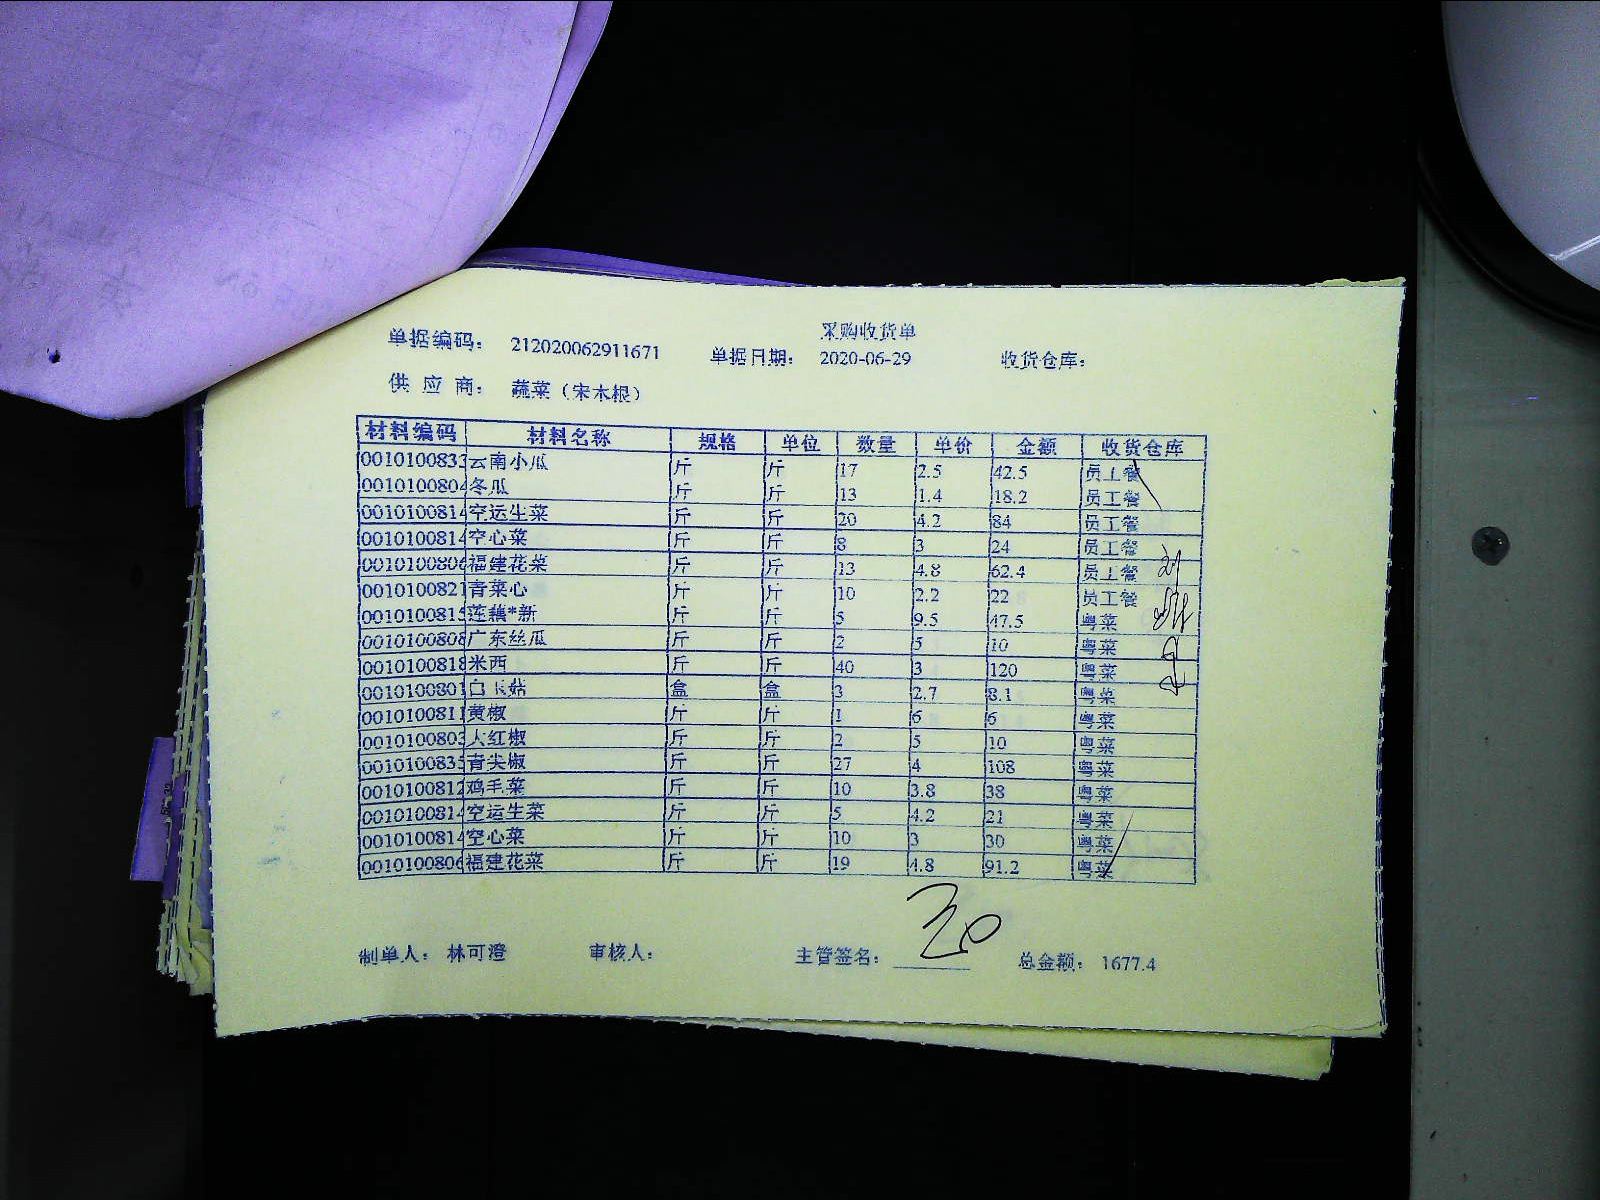 采购收货单
单据编码： 212020062911671 单据日期： 2020-06-29 收货仓库：
供 应 商： 蔬菜（宋木根）
材料编码 材料名称 规格 单位 数量 单价 金额 收货仓库
0010100833 云南小瓜 斤 斤 17 2.5 42.5 员工餐
0010100804 冬瓜 斤 斤 13 1.4 18.2 员工餐
0010100814 空运生菜 斤 斤 20 4.2 84 员工餐
0010100814 空心菜 斤 斤 8 3 24 员工餐
0010100806 福建花菜 斤 斤 13 4.8 62.4 员工餐
0010100821 青菜心 斤 斤 10 2.2 22 员工餐
0010100815 莲藕*新 斤 斤 5 9.5 47.5 粤菜
0010100808 广东丝瓜 斤 斤 2 5 10 粤菜
0010100818 米西 斤 斤 40 3 120 粤菜
0010100801 白玉菇 盒 盒 3 2.7 8.1 粤菜
0010100811 黄椒 斤 斤 1 6 6 粤菜
0010100803 大红椒 斤 斤 2 5 10 粤菜
0010100835 青尖椒 斤 斤 27 4 108 粤菜
0010100812 鸡毛菜 斤 斤 10 3.8 38 粤菜
0010100814 空运生菜 斤 斤 5 4.2 21 粤菜
0010100814 空心菜 斤 斤 10 3 30 粤菜
0010100806 福建花菜 斤 斤 19 4.8 91.2 粤菜
制单人： 林可澄 审核人： 主管签名： 总金额： 1677.4